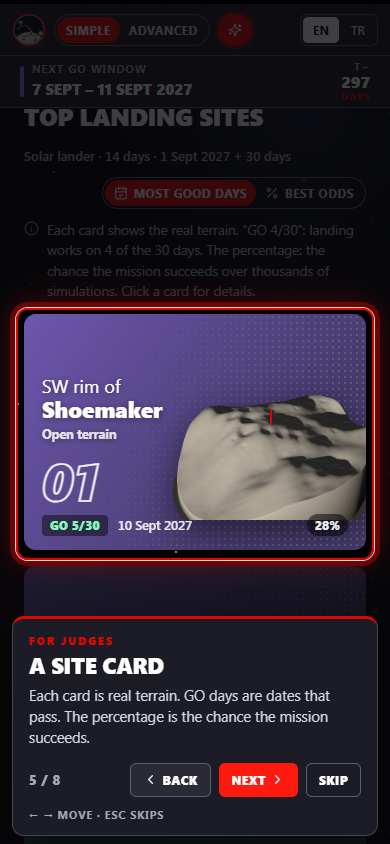 SIMPLE ADVANCED EN TR
NEXT GO WINDOW
7 SEPT – 11 SEPT 2027
T−
297
DAYS
TOP LANDING SITES
Solar lander · 14 days · 1 Sept 2027 + 30 days
MOST GOOD DAYS % BEST ODDS
Each card shows the real terrain. “GO 4/30”: landing
works on 4 of the 30 days. The percentage: the
chance the mission succeeds over thousands of
simulations. Click a card for details.
SW rim of
Shoemaker
Open terrain
01
GO 5/30 10 Sept 2027 28%
FOR JUDGES
A SITE CARD
Each card is real terrain. GO days are dates that
pass. The percentage is the chance the mission
succeeds.
5 / 8 BACK NEXT SKIP
← → MOVE · ESC SKIPS